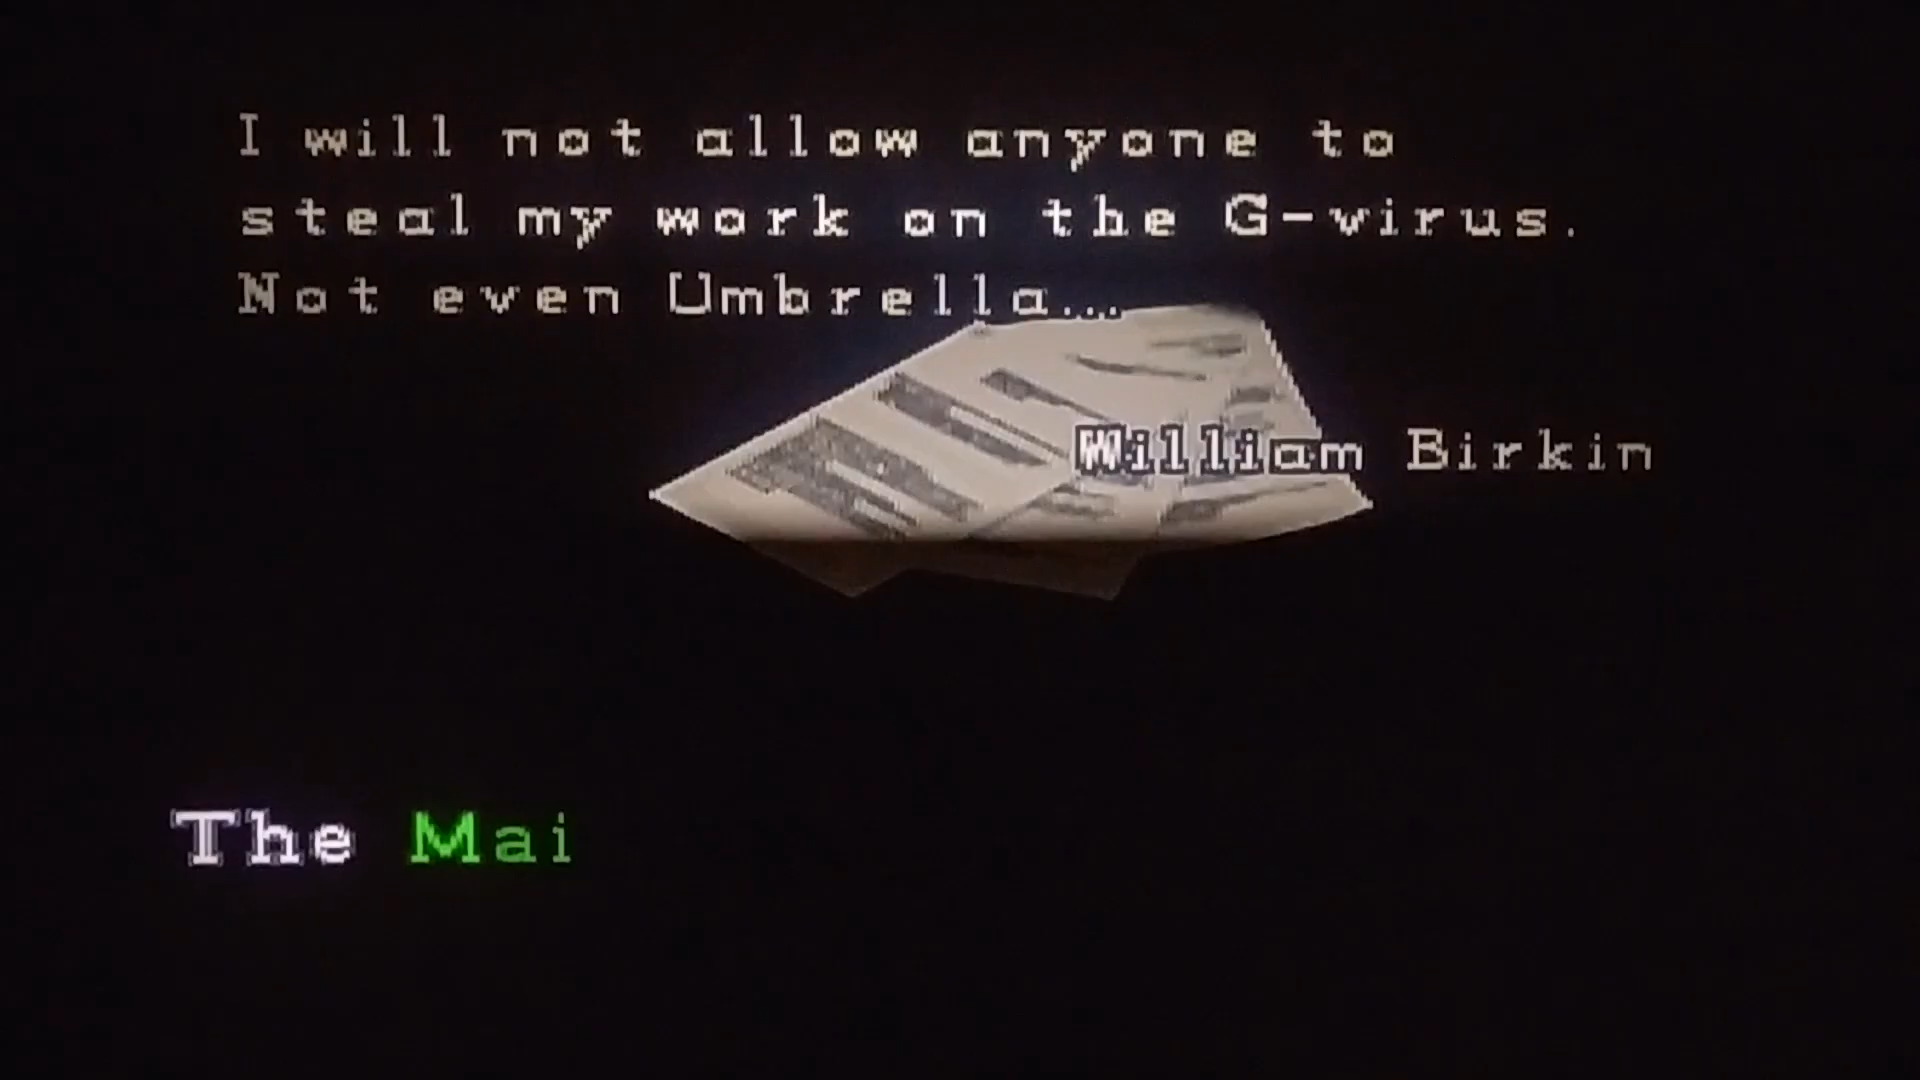 I will not allow anyone to
steal my work on the G-virus.
Not even Umbrella...
William Birkin
The Mai